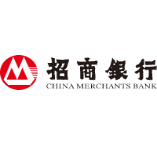 招商银行
CHINA MERCHANTS BANK